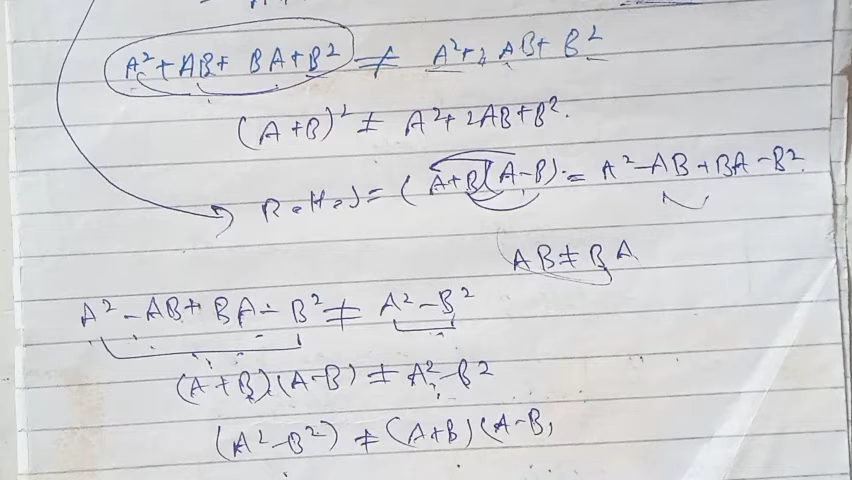 A² + AB + BA + B² ≠ A² + 2AB + B²
(A + B)² ≠ A² + 2AB + B².
R.H.S = (A+B)(A-B). = A² - AB + BA - B²
AB ≠ BA
A² - AB + BA - B² ≠ A² - B²
(A+B)(A-B) ≠ A² - B²
(A² - B²) ≠ (A+B)(A-B)